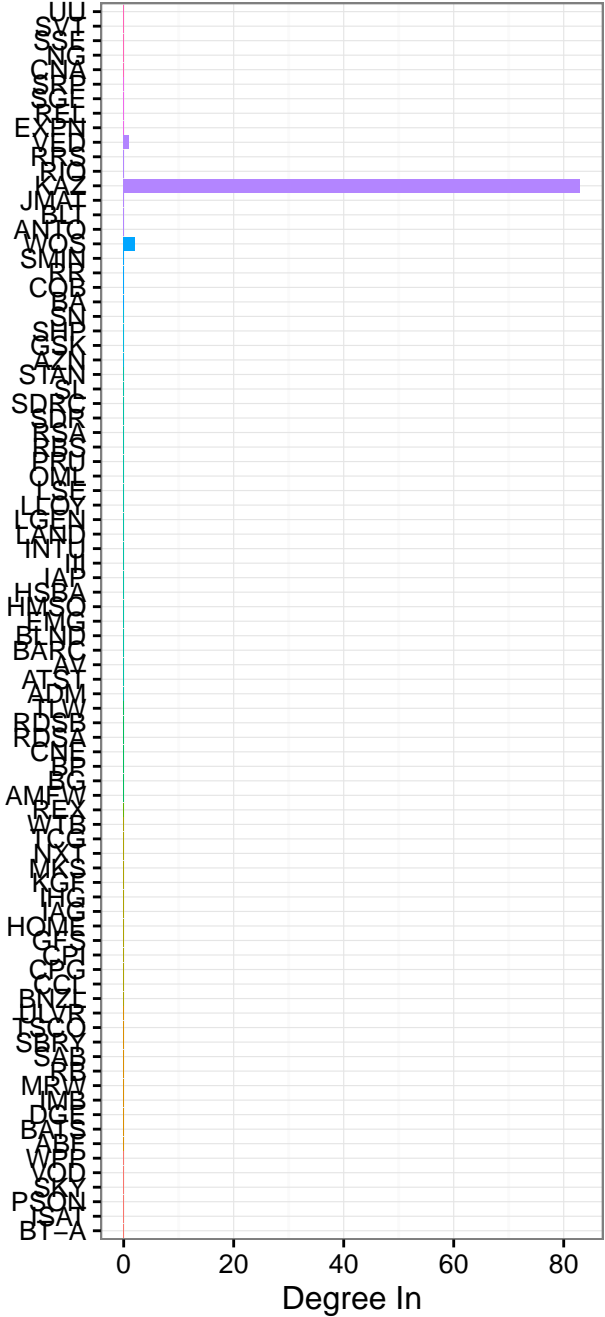 UU
SVT
SSE
NG
CNA
SRP
SGE
REL
EXPN
VED
RRS
RIO
KAZ
JMAT
BLT
ANTO
WOS
SMIN
RR
COB
BA
SN
SHP
GSK
AZN
STAN
SL
SDRC
SDR
RSA
RBS
PRU
OML
LSE
LLOY
LGEN
LAND
INTU
III
IAP
HSBA
HMSO
EMG
BLND
BARC
AV
ATST
ADM
TLW
RDSB
RDSA
CNE
BP
BG
AMFW
REX
WTB
TCG
NXT
MKS
KGF
IHG
IAG
HOME
GFS
CPI
CPG
CCL
BNZL
ULVR
TSCO
SBRY
SAB
RB
MRW
IMB
DGE
BATS
ABF
WPP
VOD
SKY
PSON
ISAT
BT−A
0 20 40 60 80
Degree In